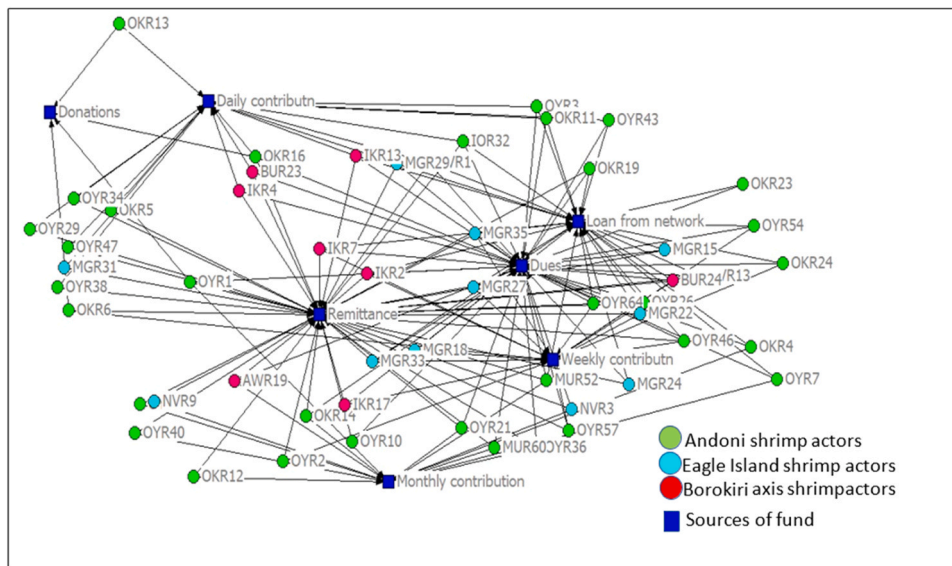 OKR13
Donations
Daily contributn
OYR3
OKR11
OYR43
IOR32
OKR16
IKR13
MGR29
/R1
BUR23
OKR19
IKR4
OKR23
OYR34
OKR5
Loan from network
OYR54
OYR29
MGR35
OYR47
IKR7
MGR15
MGR31
Dues
OKR24
IKR2
OYR1
BUR24
/R13
OYR38
MGR27
OYR64
OKR6
Remittance
MGR22
OYR46
MGR18
OKR4
MGR33
Weekly contributn
AWR19
MUR52
MGR24
OYR7
NVR9
IKR17
NVR3
OKR14
OYR40
OYR21
OYR57
OYR10
MUR60
OYR36
OYR2
OKR12
Monthly contribution
Andoni shrimp actors
Eagle Island shrimp actors
Borokiri axis shrimpactors
Sources of fund